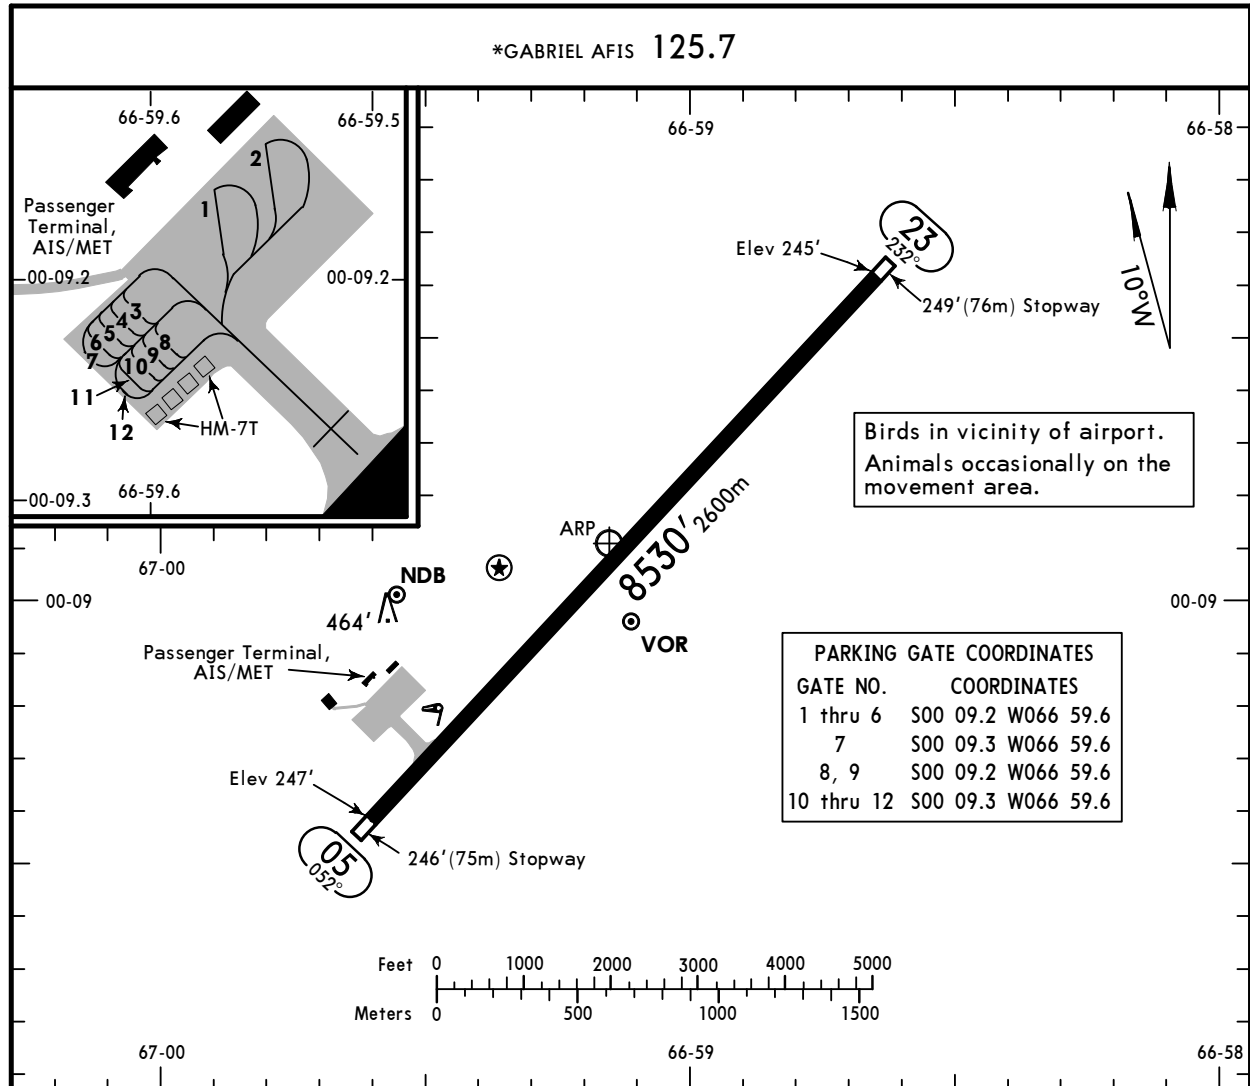 *GABRIEL AFIS 125.7
66-59.6
66-59.5
2
1
Passenger
Terminal,
AIS/MET
00-09.2
00-09.2
3
4
5
6
7
8
9
10
11
12
HM-7T
00-09.3
66-59.6
66-59
66-58
23
232°
Elev 245'
249'(76m) Stopway
10°W
Birds in vicinity of airport.
Animals occasionally on the
movement area.
ARP
8530' 2600m
67-00
NDB
00-09
00-09
464'
VOR
Passenger Terminal,
AIS/MET
PARKING GATE COORDINATES
GATE NO. COORDINATES
1 thru 6 S00 09.2 W066 59.6
7 S00 09.3 W066 59.6
8, 9 S00 09.2 W066 59.6
10 thru 12 S00 09.3 W066 59.6
Elev 247'
05
052°
246'(75m) Stopway
Feet 0 1000 2000 3000 4000 5000
Meters 0 500 1000 1500
67-00
66-59
66-58